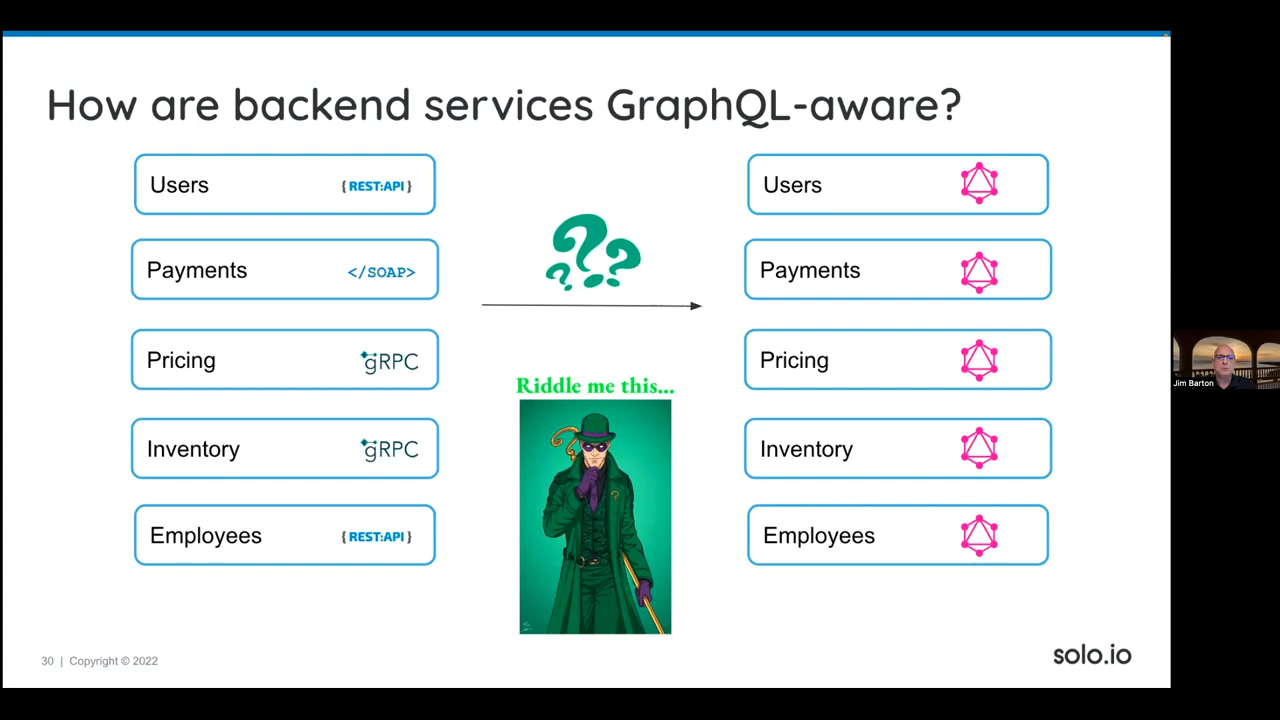 How are backend services GraphQL-aware?
Users
{ REST:API }
Users
Payments
</SOAP>
Payments
Pricing
gRPC
Pricing
Riddle me this...
Inventory
gRPC
Inventory
Employees
{ REST:API }
Employees
30 | Copyright © 2022
solo.io
Jim Barton